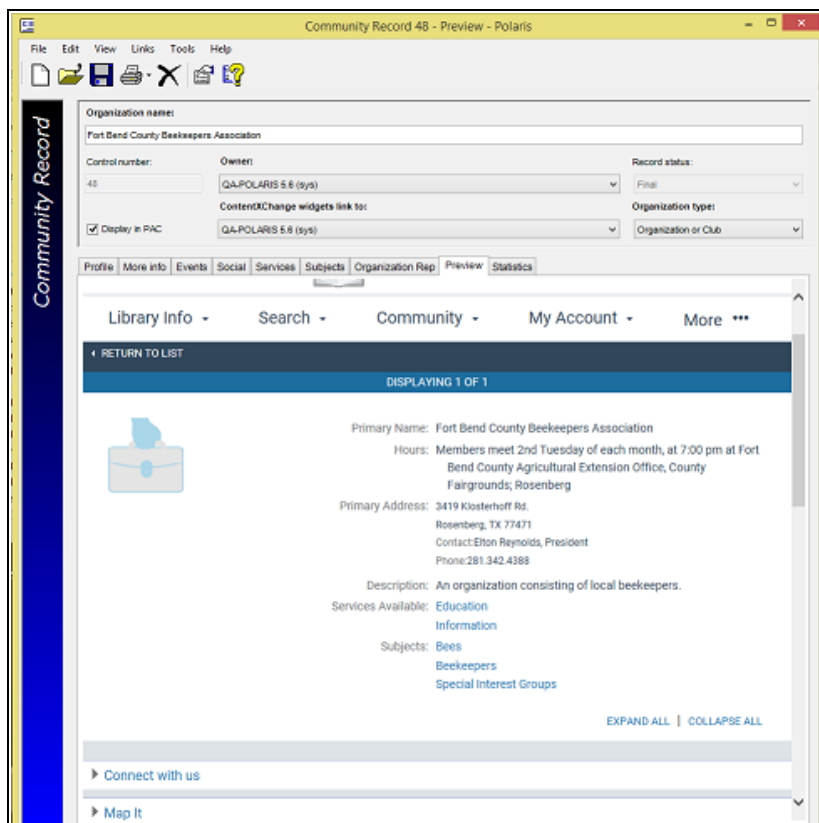 Community Record 48 - Preview - Polaris
File Edit View Links Tools Help
Community Record
Organization name:
Fort Bend County Beekeepers Association
Control number: Owner: Record status:
48 QA-POLARIS 5.6 (sys) Final
ContentXChange widgets link to: Organization type:
Display in PAC QA-POLARIS 5.6 (sys) Organization or Club
Profile More info Events Social Services Subjects Organization Rep Preview Statistics
Library Info Search Community My Account More •••
RETURN TO LIST
DISPLAYING 1 OF 1
Primary Name: Fort Bend County Beekeepers Association
Hours: Members meet 2nd Tuesday of each month, at 7:00 pm at Fort
Bend County Agricultural Extension Office, County
Fairgrounds; Rosenberg
Primary Address: 3419 Klosterhoff Rd.
Rosenberg, TX 77471
Contact:Elton Reynolds, President
Phone:281.342.4388
Description: An organization consisting of local beekeepers.
Services Available: Education
Information
Subjects: Bees
Beekeepers
Special Interest Groups
EXPAND ALL | COLLAPSE ALL
Connect with us
Map It